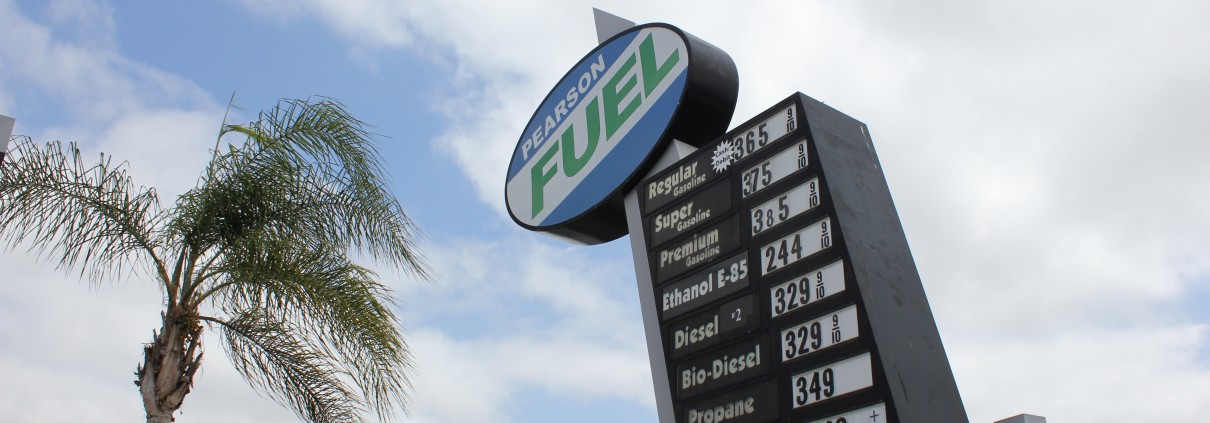 PEARSON
FUEL
Regular Gasoline Cash Debit 365 9/10
Super Gasoline 375 9/10
Premium Gasoline 385 9/10
Ethanol E-85 244 9/10
Diesel #2 329 9/10
Bio-Diesel 329 9/10
Propane 349
+